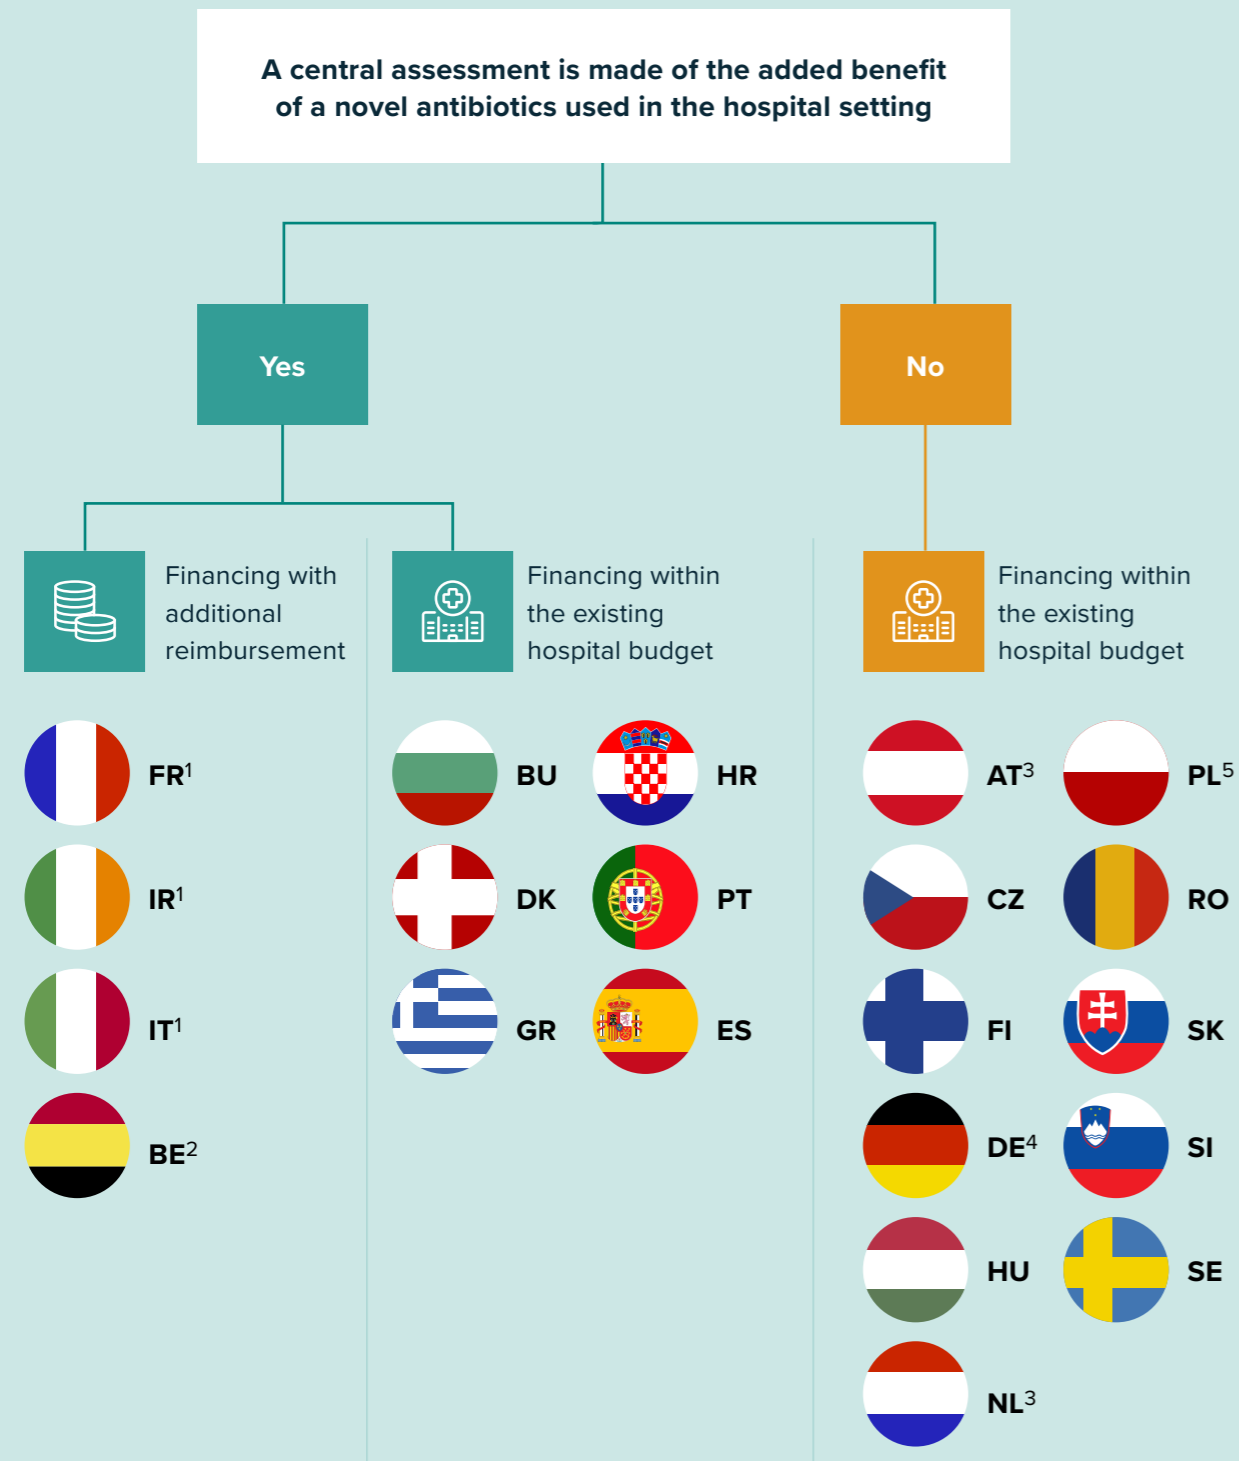 A central assessment is made of the added benefit
of a novel antibiotics used in the hospital setting
Yes
No
Financing with
additional
reimbursement
Financing within
the existing
hospital budget
Financing within
the existing
hospital budget
FR¹
IR¹
IT¹
BE²
BU
HR
DK
PT
GR
ES
AT³
PL⁵
CZ
RO
FI
SK
DE⁴
SI
HU
SE
NL³